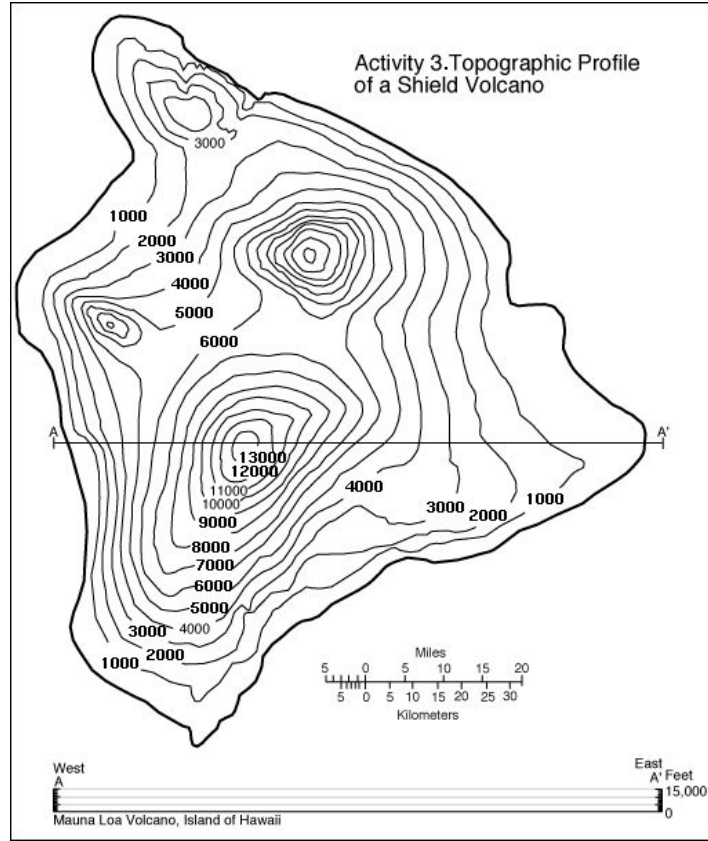 Activity 3.Topographic Profile
of a Shield Volcano
3000
1000
2000
3000
4000
5000
6000
A
A'
13000
12000
11000
10000
9000
8000
7000
6000
5000
4000
3000
2000
1000
4000
3000
2000
1000
Miles
5 0 5 10 15 20
5 0 5 10 15 20 25 30
Kilometers
West
A
East
A' Feet
15,000
0
Mauna Loa Volcano, Island of Hawaii